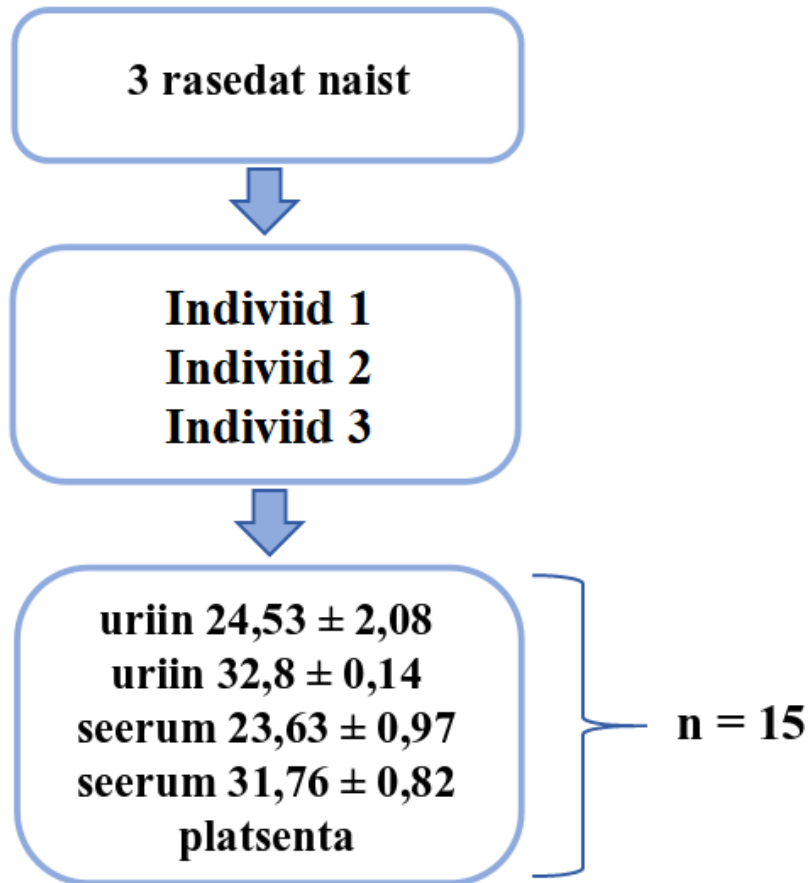 3 rasedat naist
Indiviid 1
Indiviid 2
Indiviid 3
uriin 24,53 ± 2,08
uriin 32,8 ± 0,14
seerum 23,63 ± 0,97
seerum 31,76 ± 0,82
platsenta
n = 15